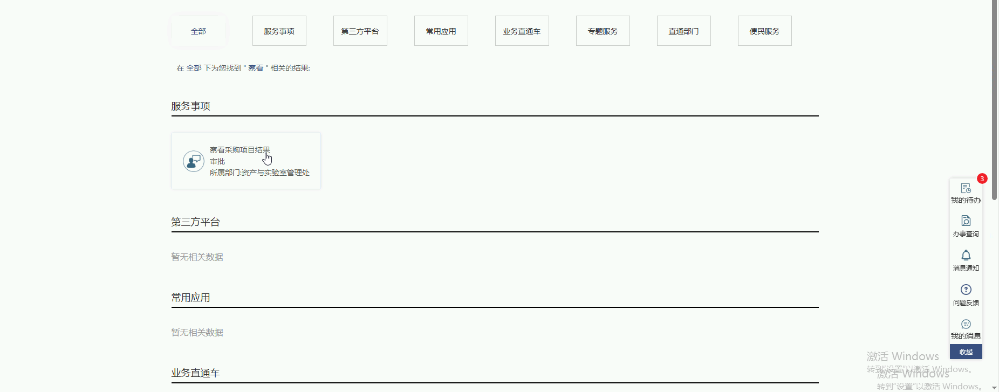 全部
服务事项
第三方平台
常用应用
业务直通车
专题服务
直通部门
便民服务
在 全部 下为您找到 " 察看 " 相关的结果:
服务事项
察看采购项目结果
审批
所属部门:资产与实验室管理处
第三方平台
暂无相关数据
常用应用
暂无相关数据
业务直通车
3
我的待办
办事查询
消息通知
问题反馈
我的消息
收起
激活 Windows
转到"设置"以激活 Windows。
激活 Windows
转到"设置"以激活 Windows。